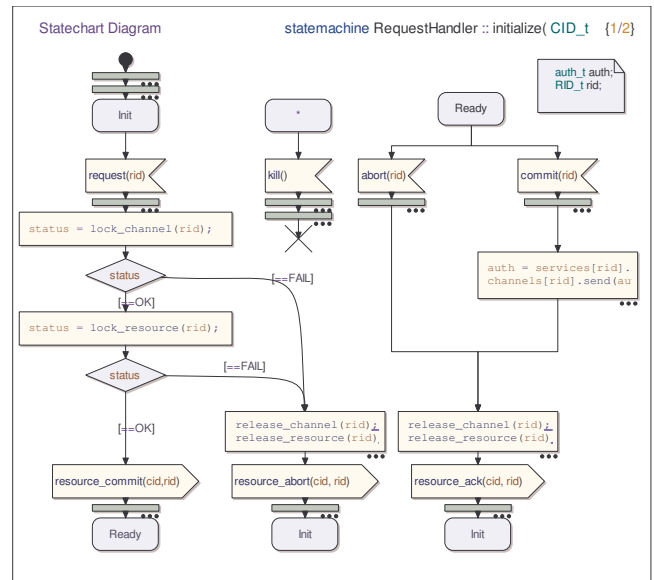 Statechart Diagram
statemachine RequestHandler :: initialize( CID_t {1/2}
auth_t auth;
RID_t rid;
Init
*
Ready
request(rid)
kill()
abort(rid)
commit(rid)
status = lock_channel(rid);
auth = services[rid].
channels[rid].send(au
status
[==FAIL]
[==OK]
status = lock_resource(rid);
status
[==FAIL]
[==OK]
release_channel(rid);
release_resource(rid)
release_channel(rid);
release_resource(rid)
resource_commit(cid,rid)
resource_abort(cid, rid)
resource_ack(cid, rid)
Ready
Init
Init